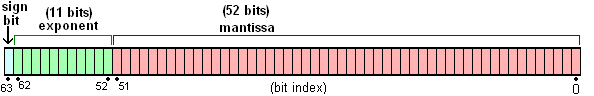 sign
bit
(11 bits)
exponent
(52 bits)
mantissa
63 62 52 51 (bit index) 0